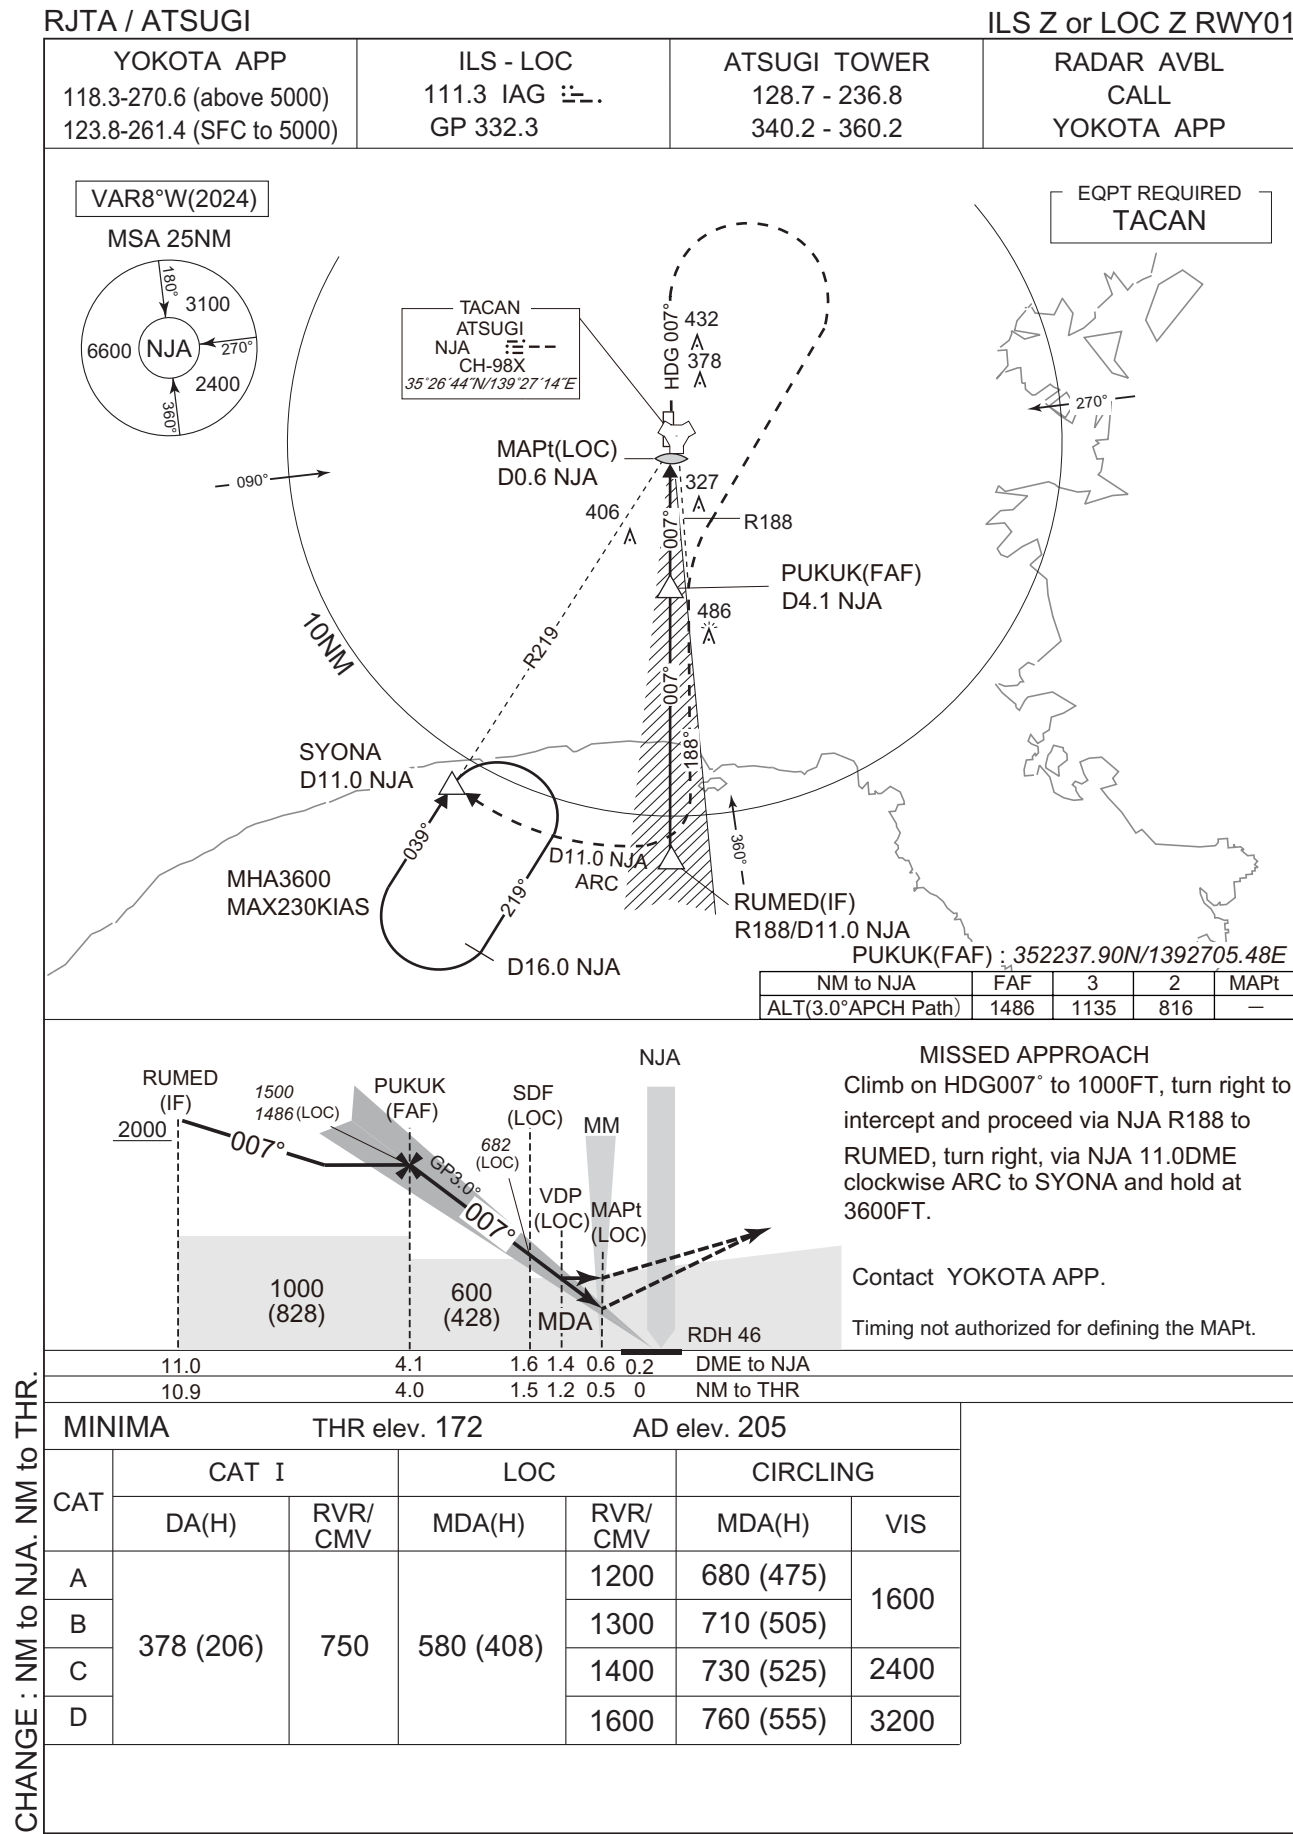 RJTA / ATSUGI
ILS Z or LOC Z RWY01
YOKOTA APP
118.3-270.6 (above 5000)
123.8-261.4 (SFC to 5000)
ILS - LOC
111.3 IAG
GP 332.3
ATSUGI TOWER
128.7 - 236.8
340.2 - 360.2
RADAR AVBL
CALL
YOKOTA APP
VAR8°W(2024)
MSA 25NM
180°
3100
6600
NJA
270°
2400
360°
EQPT REQUIRED
TACAN
TACAN
ATSUGI
NJA
CH-98X
35°26´44˝N/139°27´14˝E
HDG 007°
432
378
270°
MAPt(LOC)
D0.6 NJA
090°
327
406
R188
007°
PUKUK(FAF)
D4.1 NJA
486
10NM
R219
007°
188°
SYONA
D11.0 NJA
039°
D11.0 NJA
ARC
360°
MHA3600
MAX230KIAS
219°
RUMED(IF)
R188/D11.0 NJA
D16.0 NJA
PUKUK(FAF) : 352237.90N/1392705.48E
NM to NJA FAF 3 2 MAPt
ALT(3.0°APCH Path) 1486 1135 816 —
RUMED
(IF)
2000
007°
1500
1486 (LOC)
PUKUK
(FAF)
GP3.0°
007°
682
(LOC)
SDF
(LOC)
VDP
(LOC)
MM
MAPt
(LOC)
NJA
1000
(828)
600
(428)
MDA
RDH 46
11.0 4.1 1.6 1.4 0.6 0.2 DME to NJA
10.9 4.0 1.5 1.2 0.5 0 NM to THR
MISSED APPROACH
Climb on HDG007° to 1000FT, turn right to
intercept and proceed via NJA R188 to
RUMED, turn right, via NJA 11.0DME
clockwise ARC to SYONA and hold at
3600FT.
Contact YOKOTA APP.
Timing not authorized for defining the MAPt.
MINIMA THR elev. 172 AD elev. 205
CAT CAT I LOC CIRCLING
DA(H) RVR/CMV MDA(H) RVR/CMV MDA(H) VIS
A 378 (206) 750 580 (408) 1200 680 (475) 1600
B 1300 710 (505)
C 1400 730 (525) 2400
D 1600 760 (555) 3200
CHANGE : NM to NJA. NM to THR.